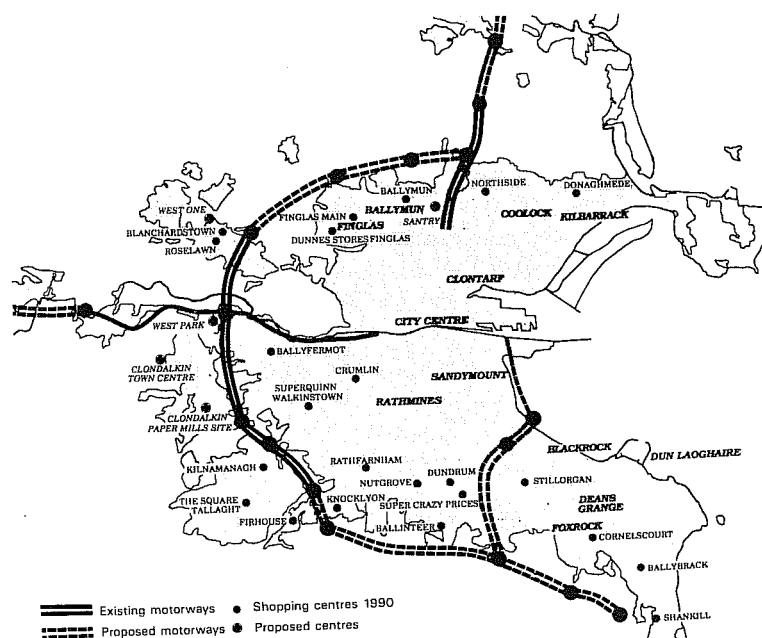 BALLYMUN
NORTHSIDE
DONAGHMEDE
WEST ONE
FINGLAS MAIN
BALLYMUN
SANTRY
COOLOCK
KILBARRACK
BLANCHARDSTOWN
FINGLAS
ROSELAWN
DUNNES STORES FINGLAS
CLONTARF
WEST PARK
CITY CENTRE
BALLYFERMOT
CLONDALKIN
TOWN CENTRE
CRUMLIN
SANDYMOUNT
SUPERQUINN
WALKINSTOWN
RATHMINES
CLONDALKIN
PAPER MILLS SITE
BLACKROCK
DUN LAOGHAIRE
KILNAMANAGH
RATHFARNHAM
NUTGROVE
DUNDRUM
STILLORGAN
THE SQUARE
TALLAGHT
KNOCKLYON
SUPER CRAZY PRICES
DEANS
GRANGE
FIRHOUSE
BALLINTEER
FOXROCK
CORNELSCOURT
BALLYBRACK
SHANKILL
Existing motorways
Shopping centres 1990
Proposed motorways
Proposed centres